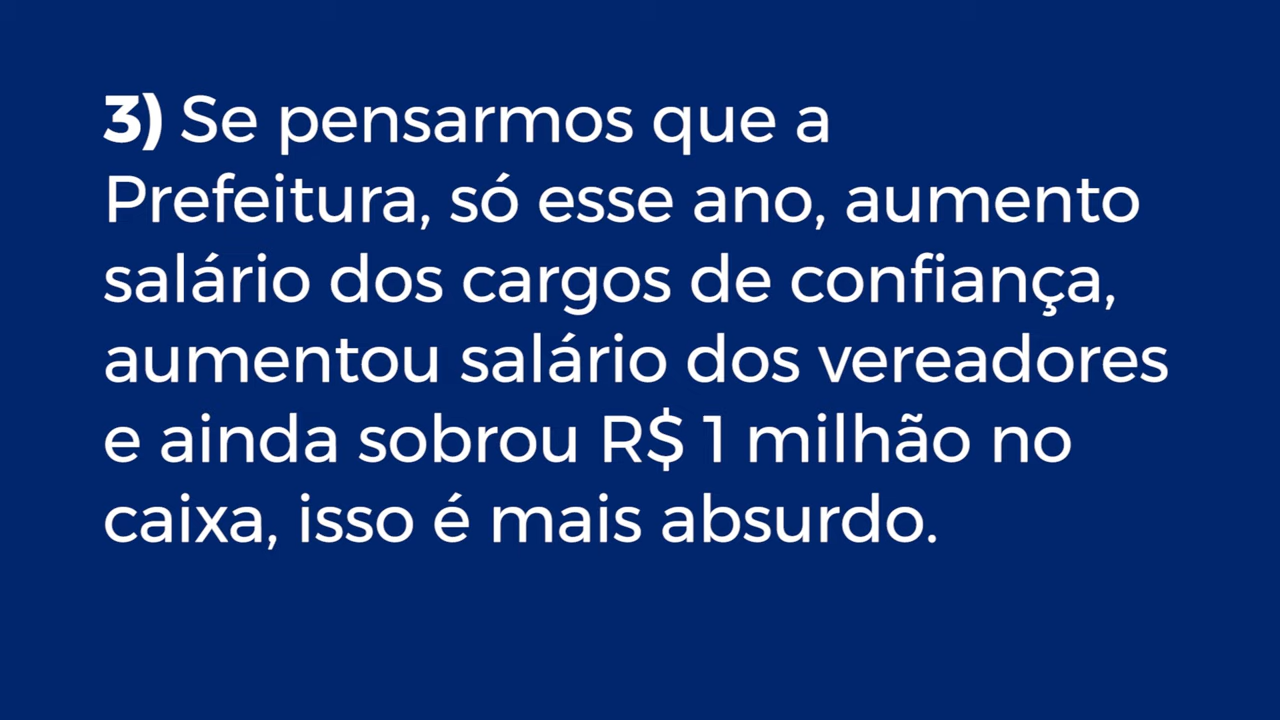 3) Se pensarmos que a
Prefeitura, só esse ano, aumento
salário dos cargos de confiança,
aumentou salário dos vereadores
e ainda sobrou R$ 1 milhão no
caixa, isso é mais absurdo.